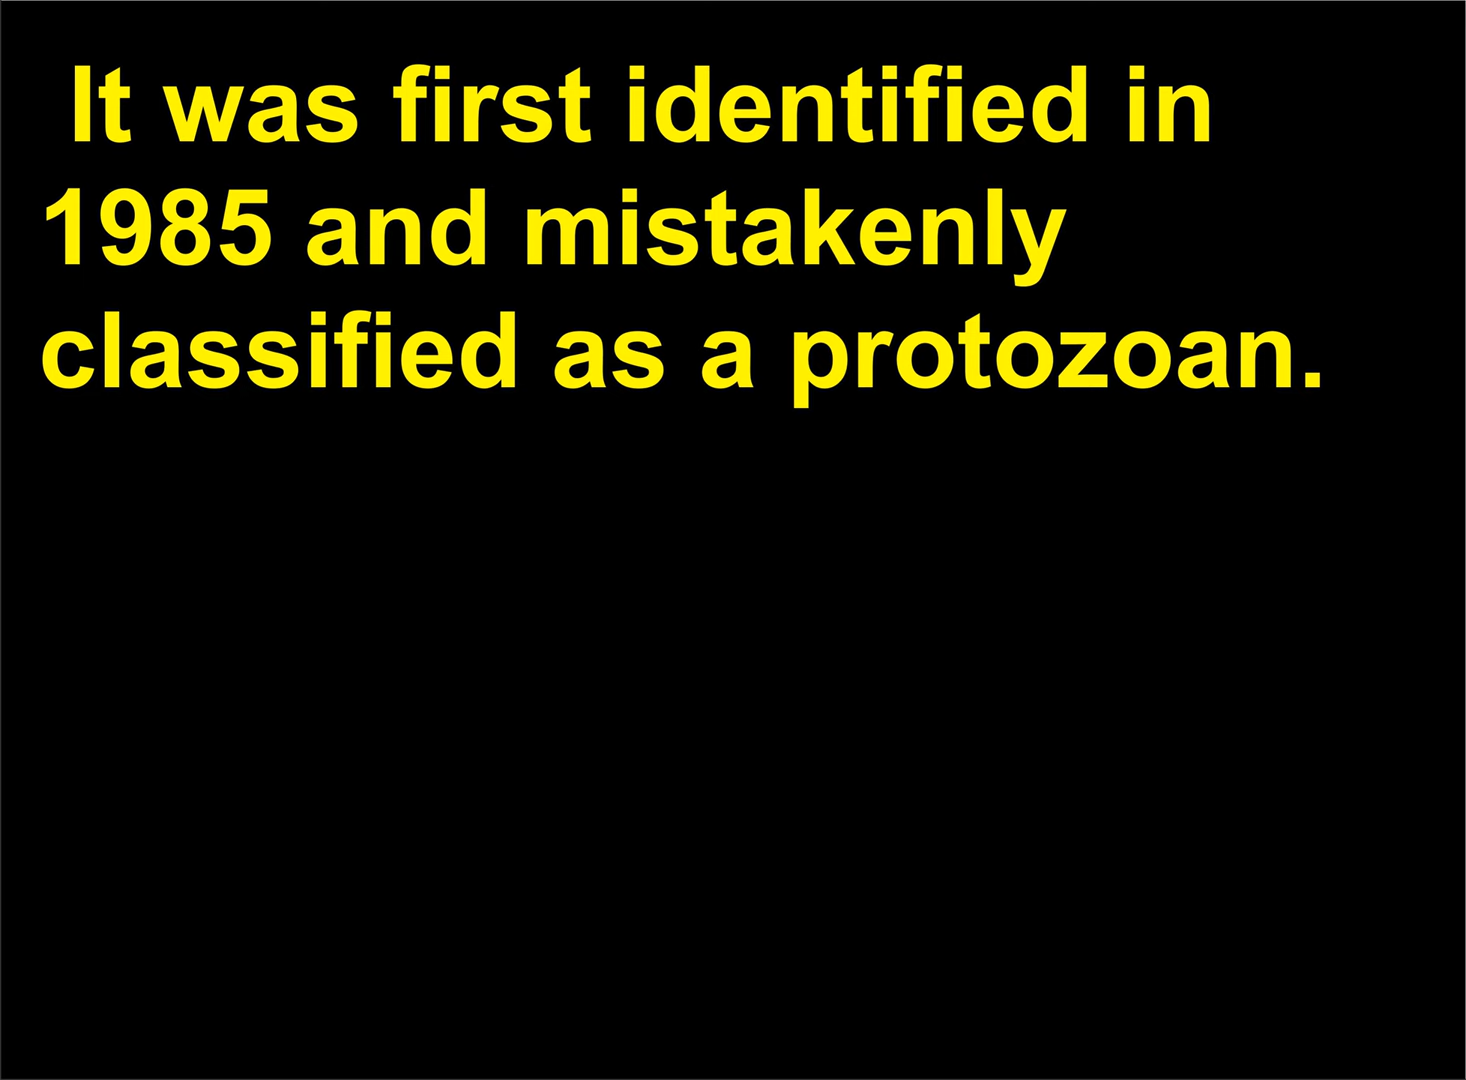 It was first identified in
1985 and mistakenly
classified as a protozoan.